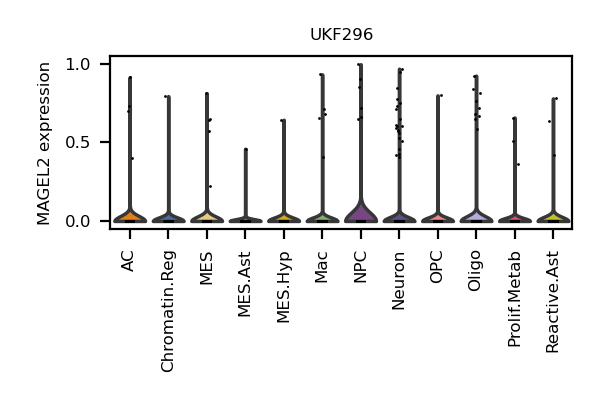 UKF296
MAGEL2 expression
1.0
0.5
0.0
AC
Chromatin.Reg
MES
MES.Ast
MES.Hyp
Mac
NPC
Neuron
OPC
Oligo
Prolif.Metab
Reactive.Ast